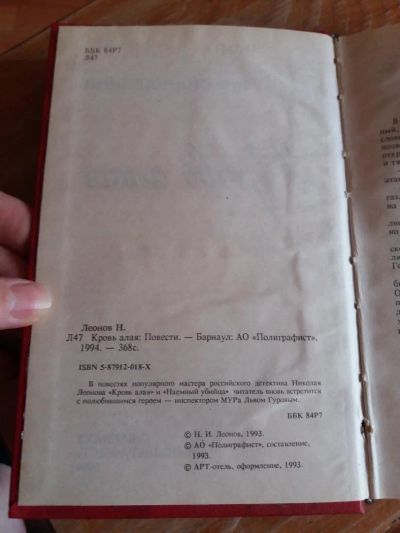 ББК 84Р7
Л47
Леонов Н.
Л47 Кровь алая: Повести. — Барнаул: АО «Полиграфист»,
1994. — 368с.
ISBN 5-87912-018-X
В повестях популярного мастера российского детектива Николая
Леонова «Кровь алая» и «Наемный убийца» читатель вновь встретится
с полюбившимся героем — инспектором МУРа Львом Гуровым.
ББК 84Р7
© Н. И. Леонов, 1993.
© АО «Полиграфист», составление,
1993.
© АРТ-отель, оформление, 1993.